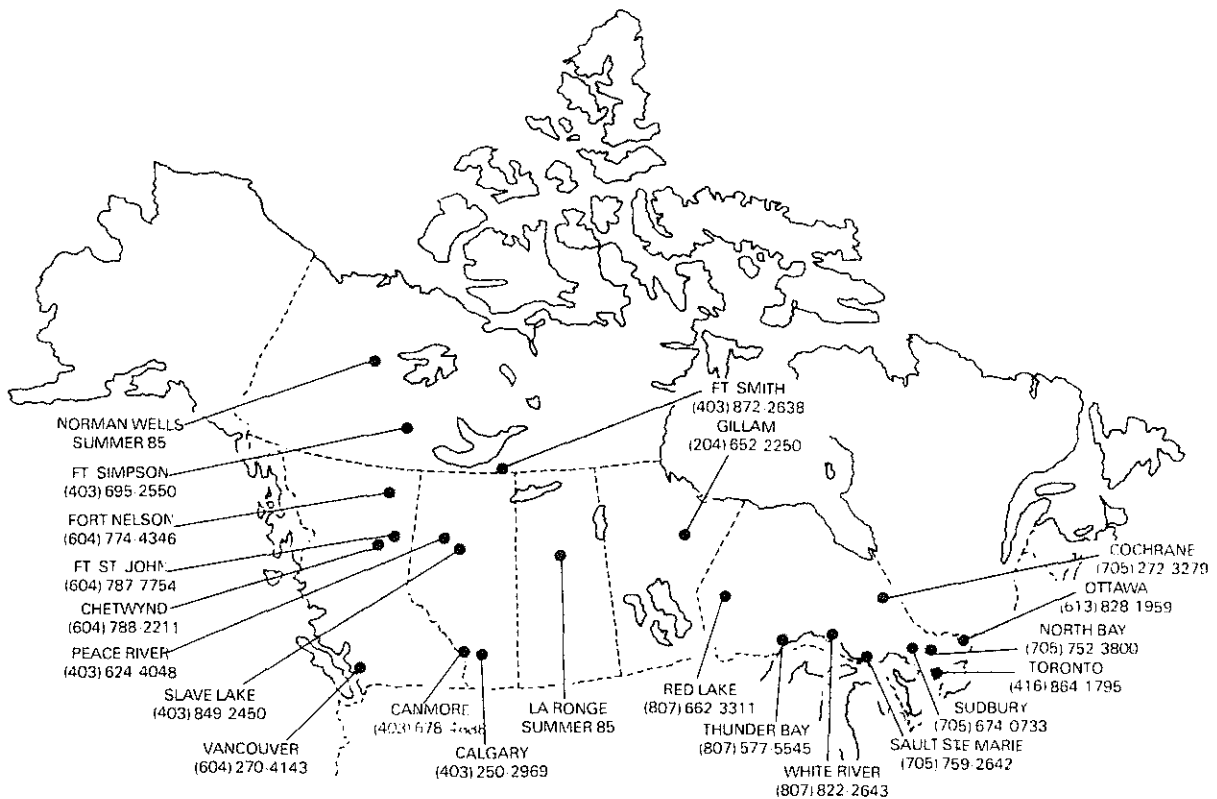 NORMAN WELLS
SUMMER 85
FT SIMPSON
(403) 695-2550
FORT NELSON
(604) 774-4346
FT ST JOHN
(604) 787 7754
CHETWYND
(604) 788-2211
PEACE RIVER
(403) 624 4048
SLAVE LAKE
(403) 849 2450
VANCOUVER
(604) 270-4143
CANMORE
(403) 678
CALGARY
(403) 250-2969
LA RONGE
SUMMER 85
FT SMITH
(403) 872-2638
GILLAM
(204) 652 2250
RED LAKE
(807) 662 3311
THUNDER BAY
(807) 577-5545
WHITE RIVER
(807) 822-2643
SAULT STE MARIE
(705) 759-2642
SUDBURY
(705) 674 0733
TORONTO
(416) 864 1795
NORTH BAY
(705) 752 3800
OTTAWA
(613) 828 1959
COCHRANE
(705) 272 3279